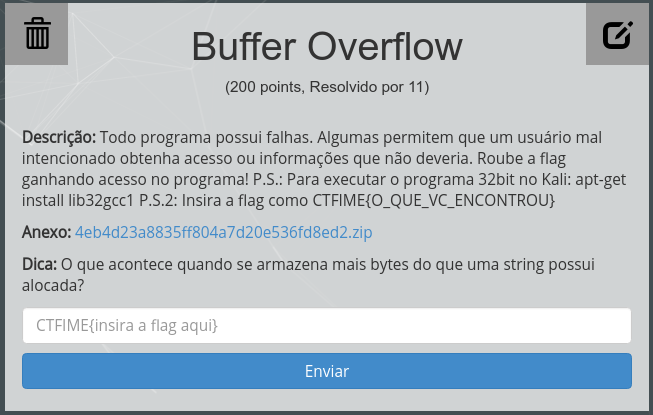 Buffer Overflow
(200 points, Resolvido por 11)
Descrição: Todo programa possui falhas. Algumas permitem que um usuário mal
intencionado obtenha acesso ou informações que não deveria. Roube a flag
ganhando acesso no programa! P.S.: Para executar o programa 32bit no Kali: apt-get
install lib32gcc1 P.S.2: Insira a flag como CTFIME{O_QUE_VC_ENCONTROU}
Anexo: 4eb4d23a8835ff804a7d20e536fd8ed2.zip
Dica: O que acontece quando se armazena mais bytes do que uma string possui
alocada?
CTFIME{insira a flag aqui}
Enviar